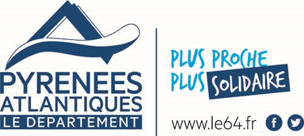 PYRENEES
ATLANTIQUES
LE DEPARTEMENT
PLUS PROCHE
PLUS SOLIDAIRE
www.le64.fr